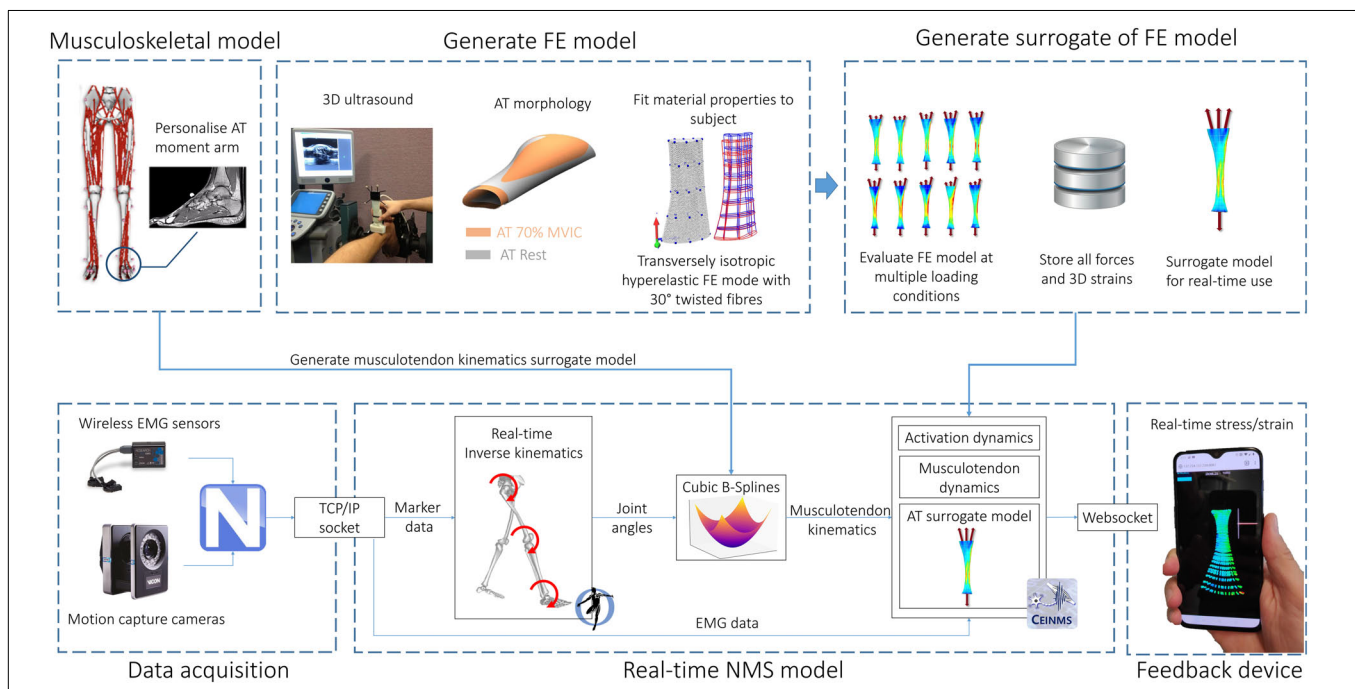 Musculoskeletal model
Generate FE model
Generate surrogate of FE model
Personalise AT
moment arm
3D ultrasound
AT morphology
AT 70% MVIC
AT Rest
Fit material properties to
subject
Transversely isotropic
hyperelastic FE mode with
30° twisted fibres
Evaluate FE model at
multiple loading
conditions
Store all forces
and 3D strains
Surrogate model
for real-time use
Generate musculotendon kinematics surrogate model
Wireless EMG sensors
N
Motion capture cameras
VICON
TCP/IP
socket
Marker
data
Real-time
Inverse kinematics
Joint
angles
Cubic B-Splines
Musculotendon
kinematics
EMG data
Activation dynamics
Musculotendon
dynamics
AT surrogate model
CEINMS
Websocket
Real-time stress/strain
Data acquisition
Real-time NMS model
Feedback device